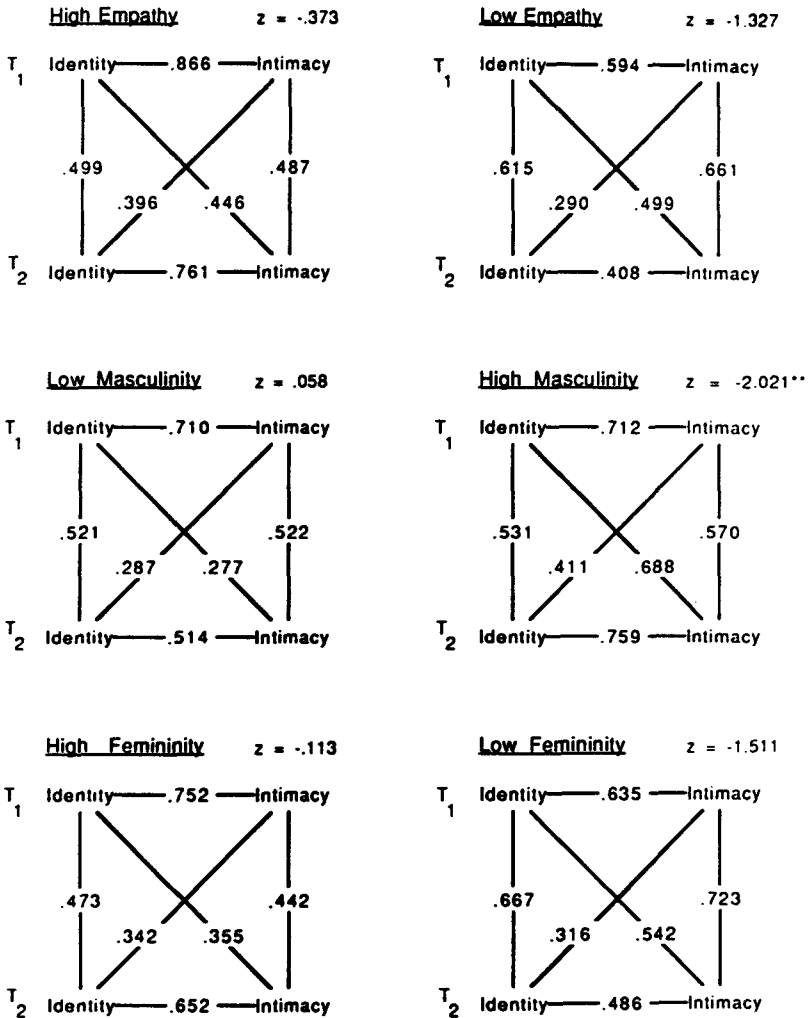 High Empathy z = -.373 Low Empathy z = -1.327
T1 Identity .866 Intimacy T1 Identity .594 Intimacy
.499 .487 .615 .661
.396 .446 .290 .499
T2 Identity .761 Intimacy T2 Identity .408 Intimacy
Low Masculinity z = .058 High Masculinity z = -2.021**
T1 Identity .710 Intimacy T1 Identity .712 Intimacy
.521 .522 .531 .570
.287 .277 .411 .688
T2 Identity .514 Intimacy T2 Identity .759 Intimacy
High Femininity z = -.113 Low Femininity z = -1.511
T1 Identity .752 Intimacy T1 Identity .635 Intimacy
.473 .442 .667 .723
.342 .355 .316 .542
T2 Identity .652 Intimacy T2 Identity .486 Intimacy